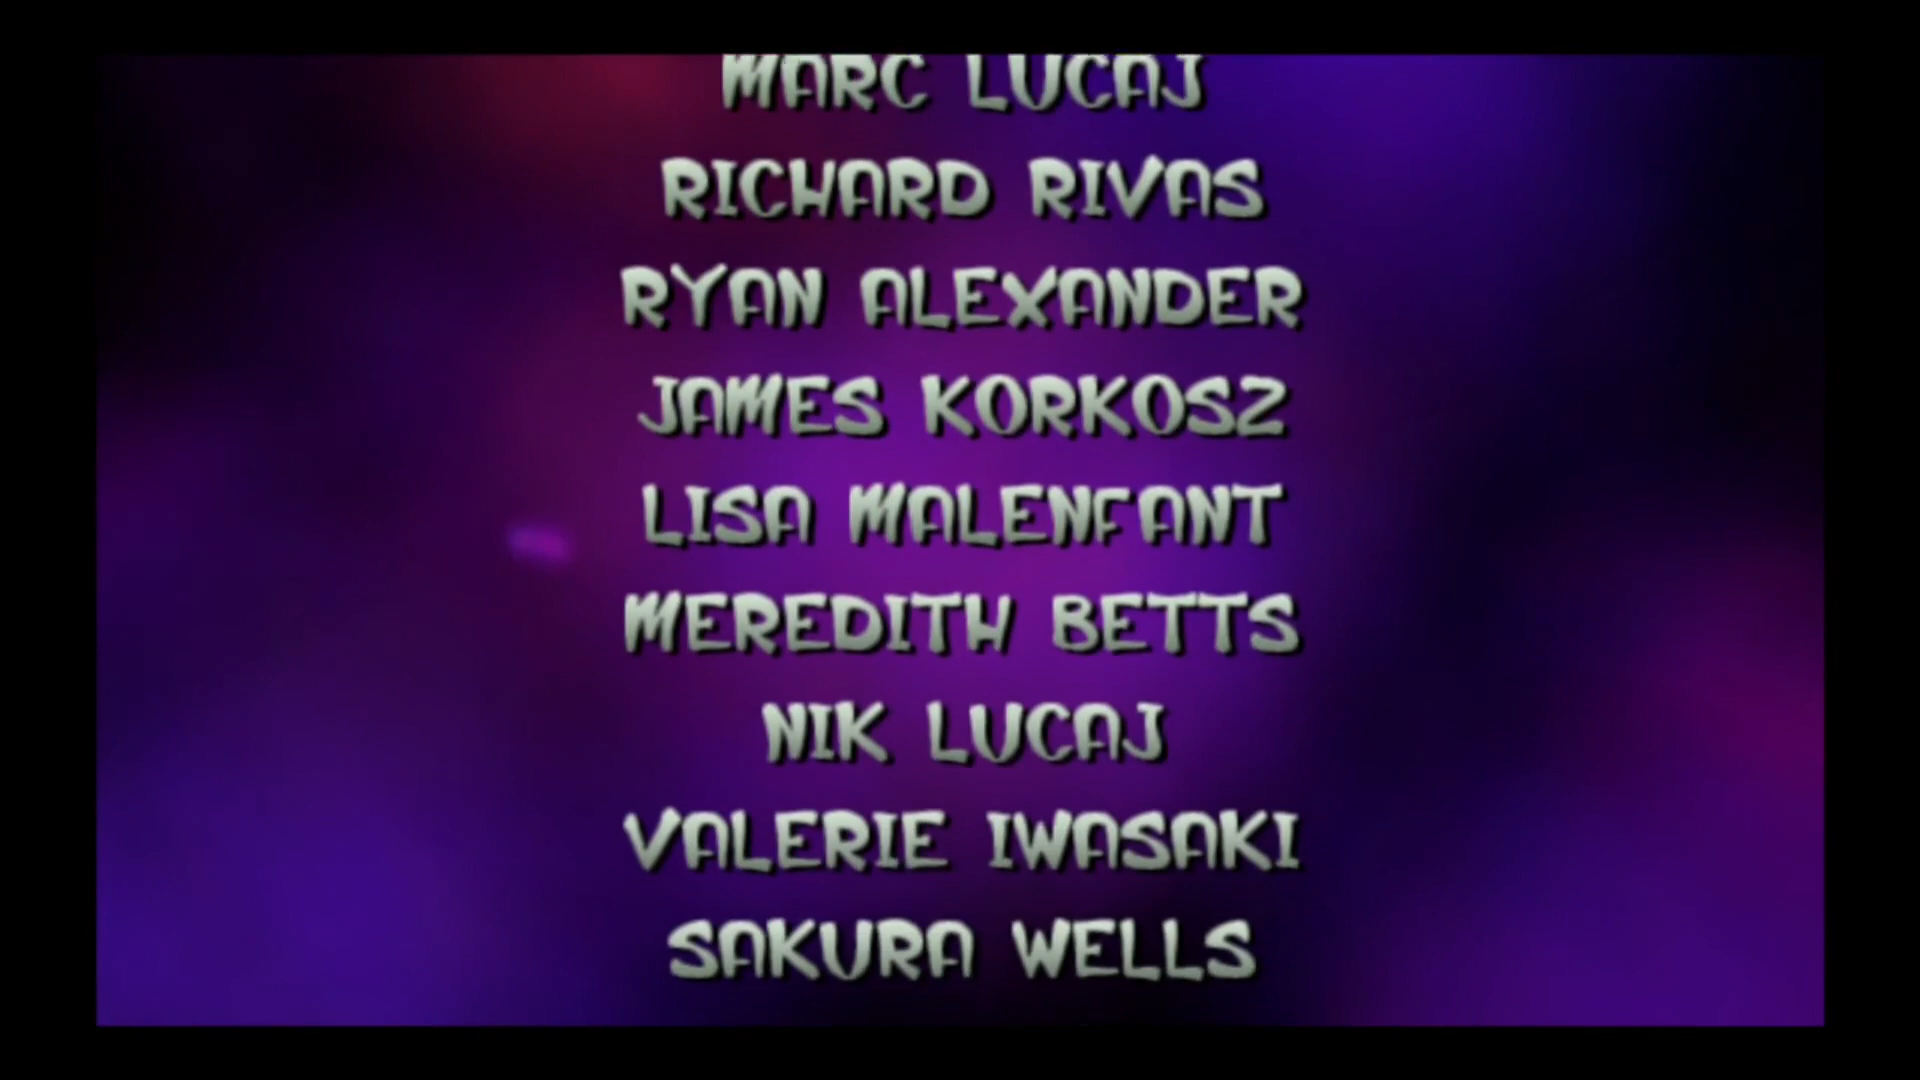 MARC LUCAJ
RICHARD RIVAS
RYAN ALEXANDER
JAMES KORKOSZ
LISA MALENFANT
MEREDITH BETTS
NIK LUCAJ
VALERIE IWASAKI
SAKURA WELLS